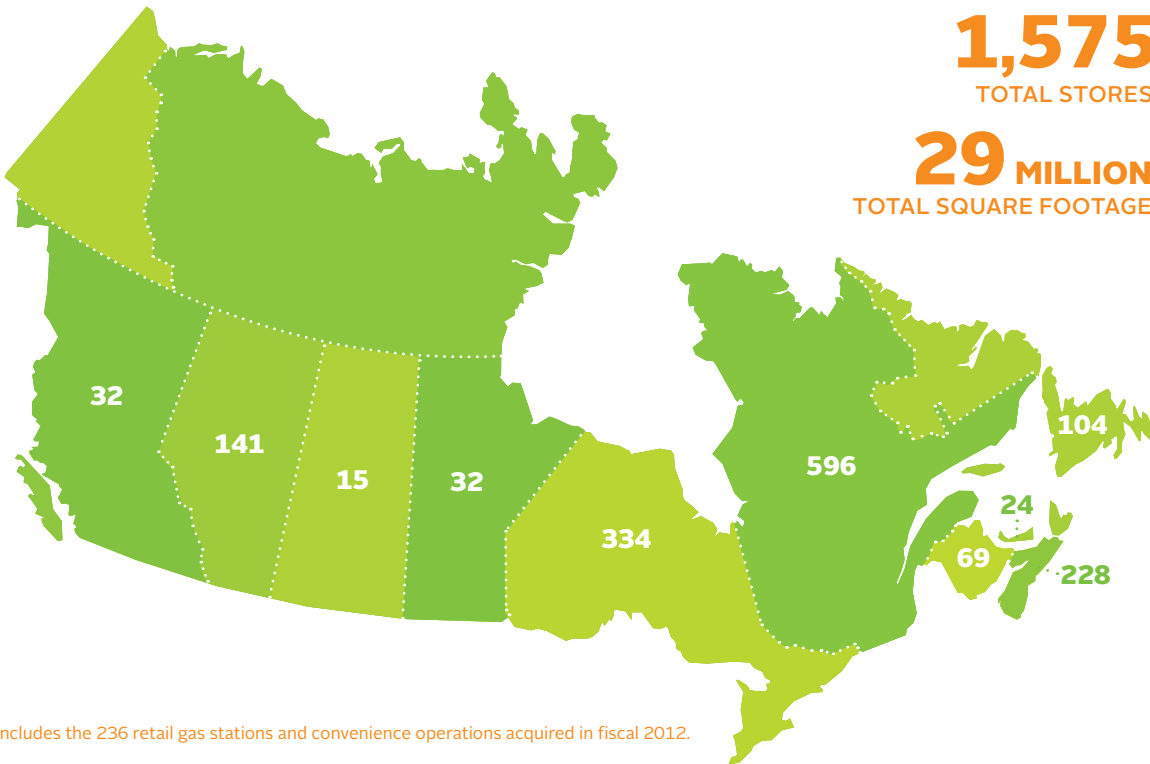 1,575
TOTAL STORES
29 MILLION
TOTAL SQUARE FOOTAGE
32
141
15
32
334
596
104
24
69
228
ncludes the 236 retail gas stations and convenience operations acquired in fiscal 2012.